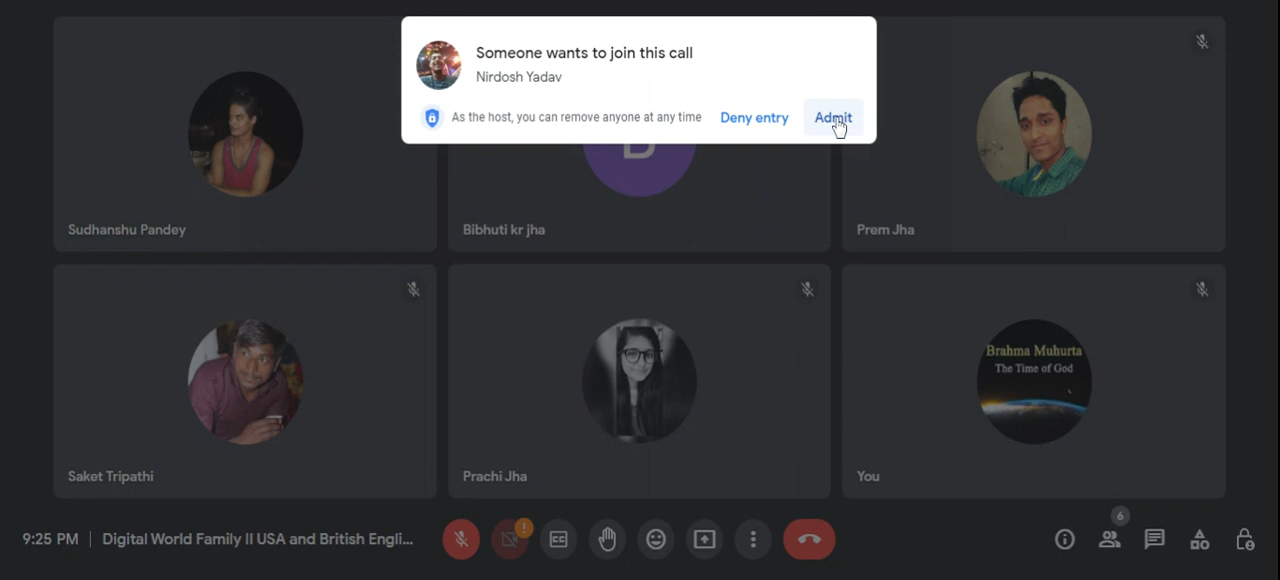 Someone wants to join this call
Nirdosh Yadav
As the host, you can remove anyone at any time
Deny entry
Admit
Sudhanshu Pandey
Bibhuti kr jha
Prem Jha
Brahma Muhurta
The Time of God
Saket Tripathi
Prachi Jha
You
6
9:25 PM | Digital World Family II USA and British Engli...
CC